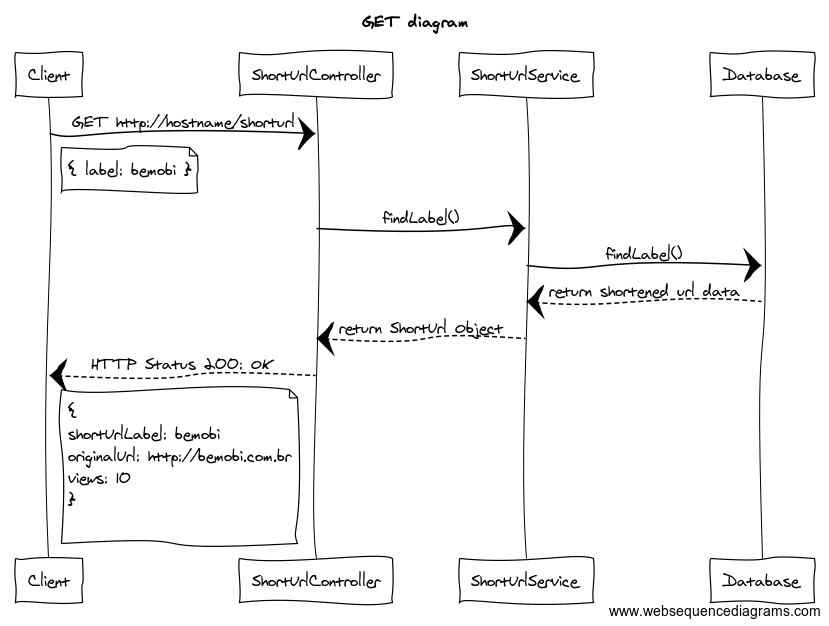 GET diagram
Client
ShortUrlController
ShortUrlService
Database
GET http://hostname/shorturl
{ label: bemobi }
findLabel()
findLabel()
return shortened url data
return ShortUrl Object
HTTP Status 200: OK
{
shortUrlLabel: bemobi
originalUrl: http://bemobi.com.br
views: 10
}
Client
ShortUrlController
ShortUrlService
Database
www.websequencediagrams.com